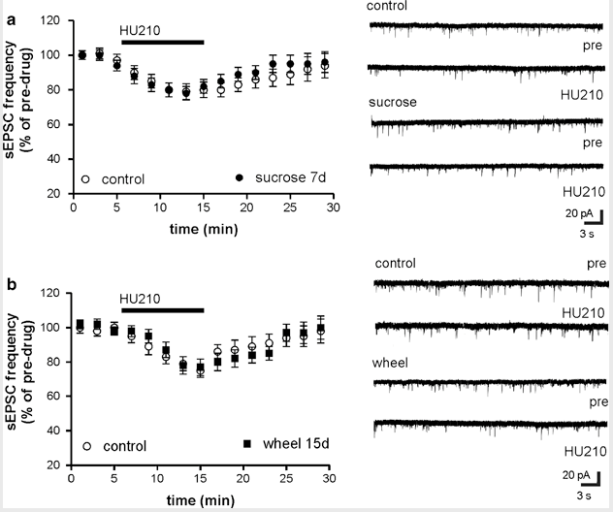 a
HU210
sEPSC frequency
(% of pre-drug)
120
100
80
60
40
20
control
sucrose 7d
0 5 10 15 20 25 30
time (min)
control
pre
HU210
sucrose
pre
HU210
20 pA
3 s
b
HU210
sEPSC frequency
(% of pre-drug)
120
100
80
60
40
20
control
wheel 15d
0 5 10 15 20 25 30
time (min)
control pre
HU210
wheel
pre
HU210
20 pA
3 s